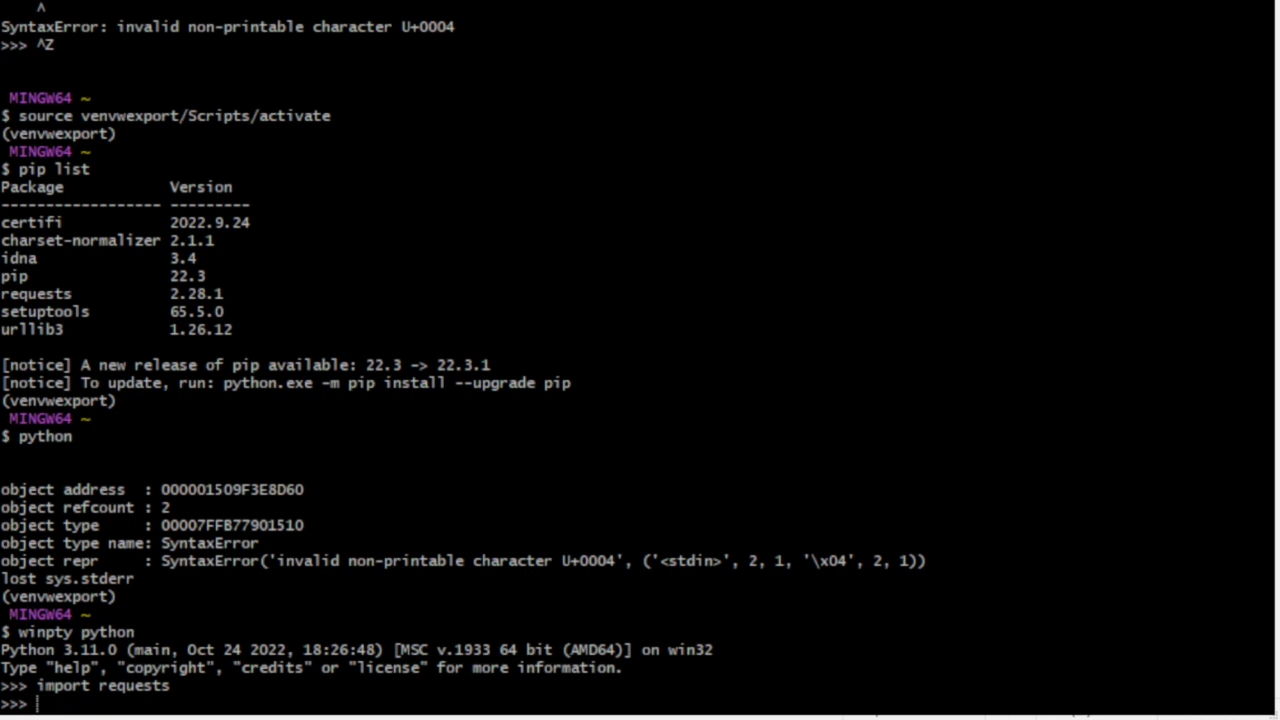 ^
SyntaxError: invalid non-printable character U+0004
>>> ^Z
MINGW64 ~
$ source venvwexport/Scripts/activate
(venvwexport)
MINGW64 ~
$ pip list
Package            Version
------------------ ---------
certifi            2022.9.24
charset-normalizer 2.1.1
idna               3.4
pip                22.3
requests           2.28.1
setuptools         65.5.0
urllib3            1.26.12
[notice] A new release of pip available: 22.3 -> 22.3.1
[notice] To update, run: python.exe -m pip install --upgrade pip
(venvwexport)
MINGW64 ~
$ python
object address  : 000001509F3E8D60
object refcount : 2
object type     : 00007FFB77901510
object type name: SyntaxError
object repr     : SyntaxError('invalid non-printable character U+0004', ('<stdin>', 2, 1, '\x04', 2, 1))
lost sys.stderr
(venvwexport)
MINGW64 ~
$ winpty python
Python 3.11.0 (main, Oct 24 2022, 18:26:48) [MSC v.1933 64 bit (AMD64)] on win32
Type "help", "copyright", "credits" or "license" for more information.
>>> import requests
>>>